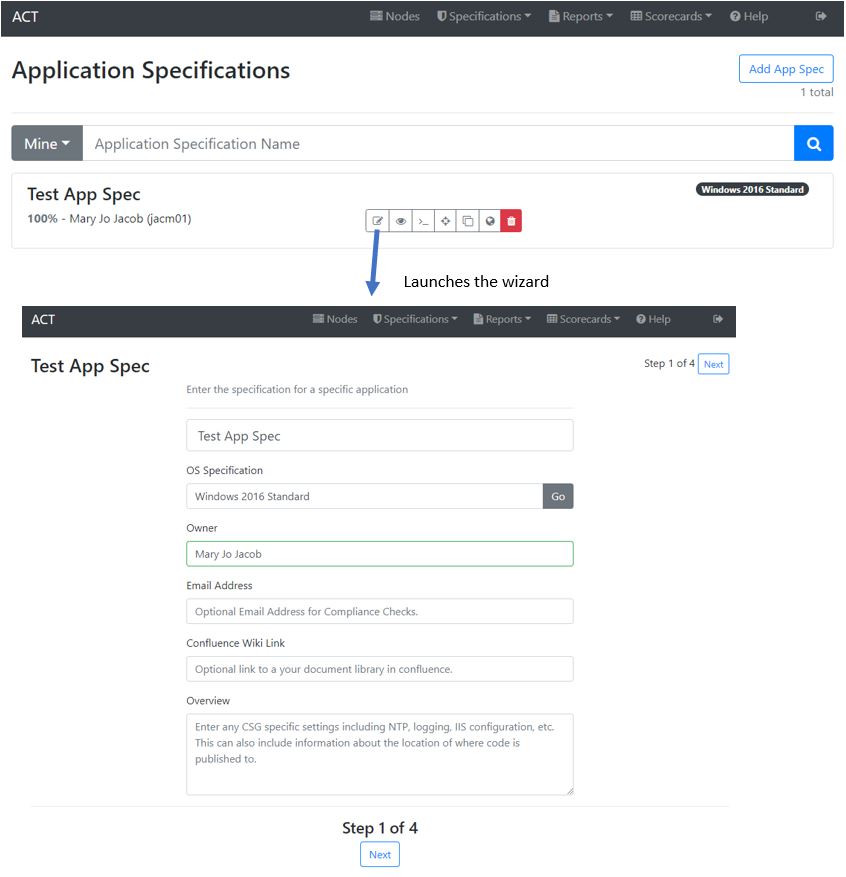 ACT Nodes Specifications Reports Scorecards Help
Application Specifications
Add App Spec
1 total
Mine Application Specification Name
Test App Spec
Windows 2016 Standard
100% - Mary Jo Jacob (jacm01)
Launches the wizard
ACT Nodes Specifications Reports Scorecards Help
Test App Spec
Step 1 of 4 Next
Enter the specification for a specific application
Test App Spec
OS Specification
Windows 2016 Standard Go
Owner
Mary Jo Jacob
Email Address
Optional Email Address for Compliance Checks.
Confluence Wiki Link
Optional link to a your document library in confluence.
Overview
Enter any CSG specific settings including NTP, logging, IIS configuration, etc.
This can also include information about the location of where code is
published to.
Step 1 of 4
Next